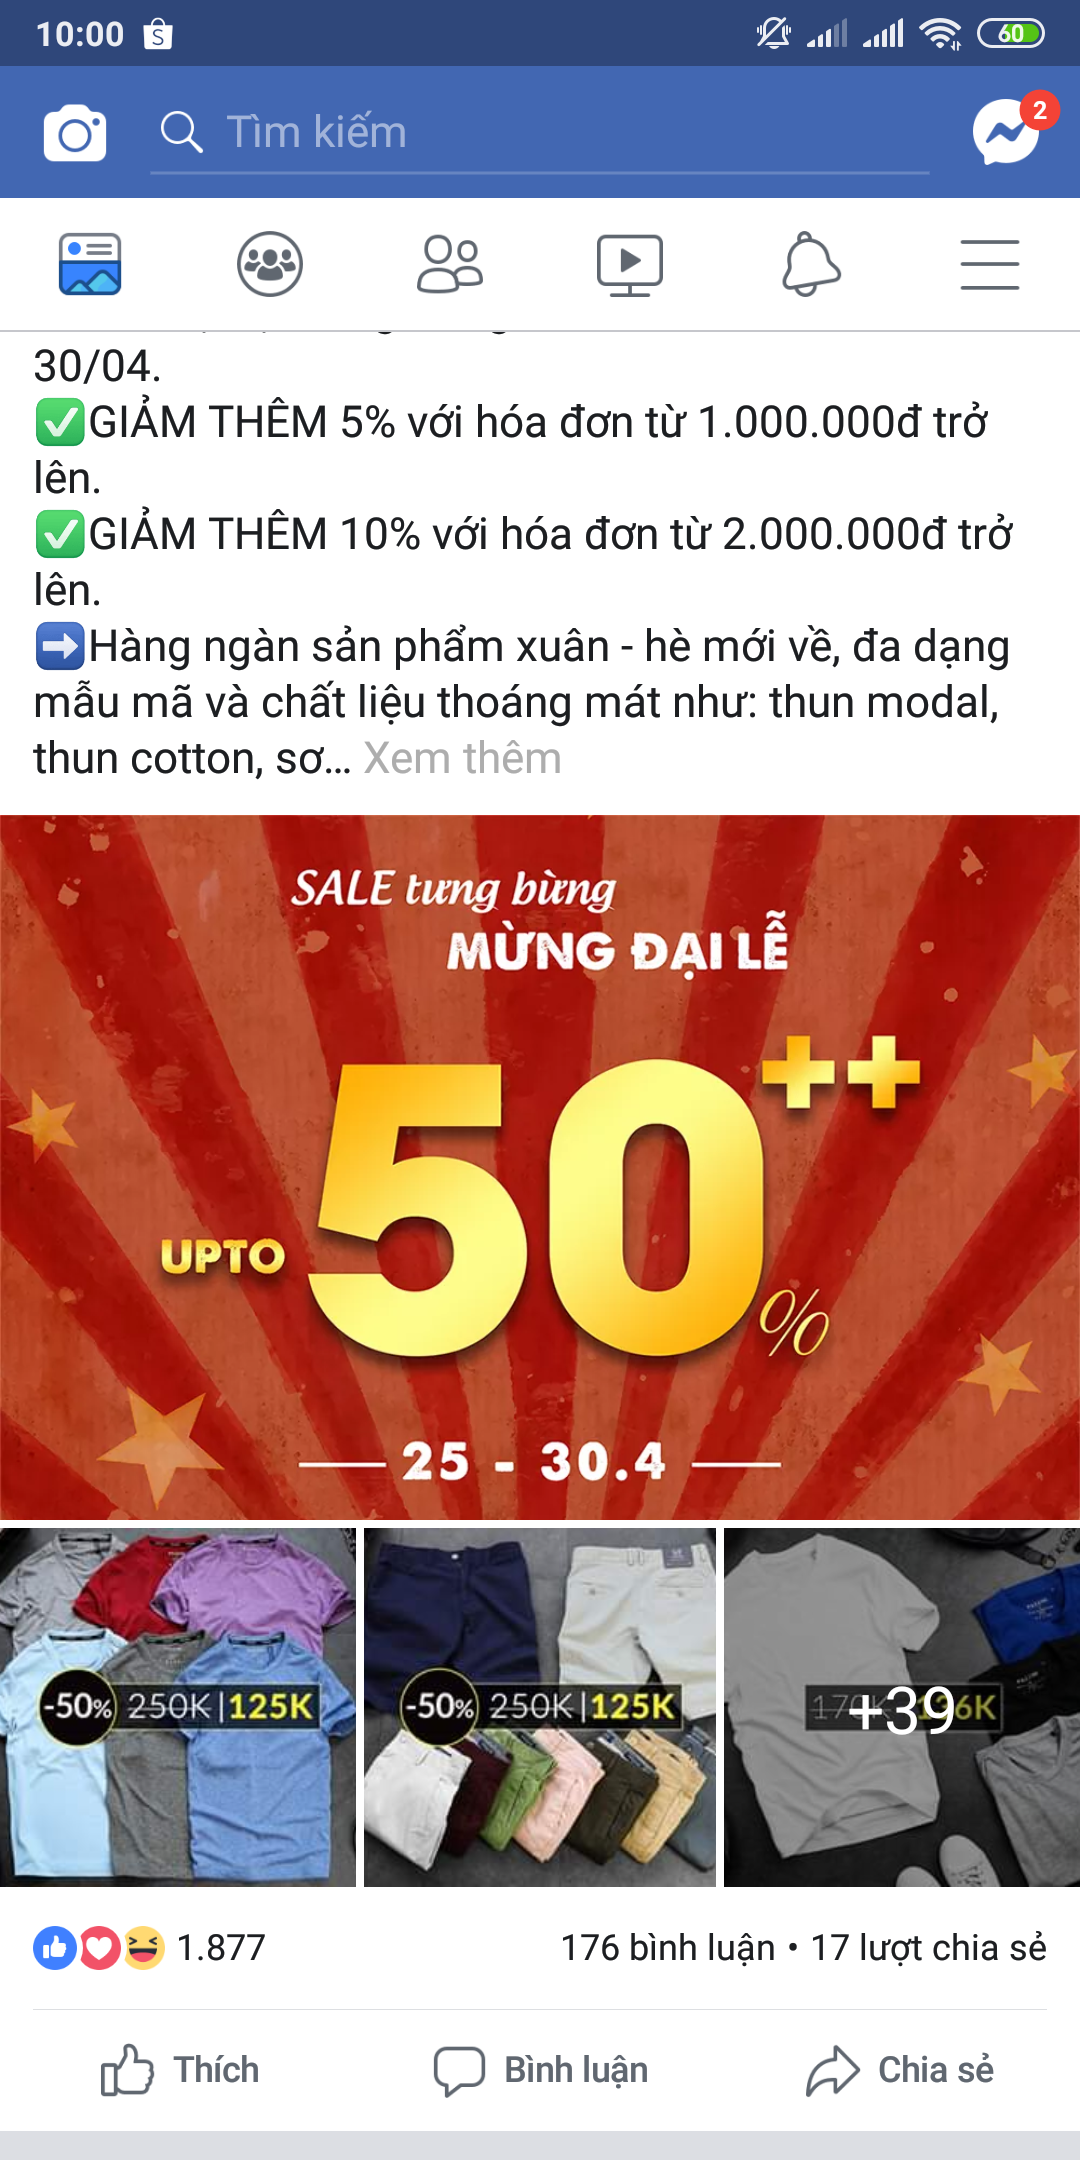 10:00
60
Tìm kiếm
2
30/04.
✅GIẢM THÊM 5% với hóa đơn từ 1.000.000đ trở
lên.
✅GIẢM THÊM 10% với hóa đơn từ 2.000.000đ trở
lên.
➡️Hàng ngàn sản phẩm xuân - hè mới về, đa dạng
mẫu mã và chất liệu thoáng mát như: thun modal,
thun cotton, sơ... Xem thêm
SALE tưng bừng
MỪNG ĐẠI LỄ
UPTO 50++ %
25 - 30.4
-50% 250K | 125K
-50% 250K | 125K
+39
1.877
176 bình luận • 17 lượt chia sẻ
Thích
Bình luận
Chia sẻ